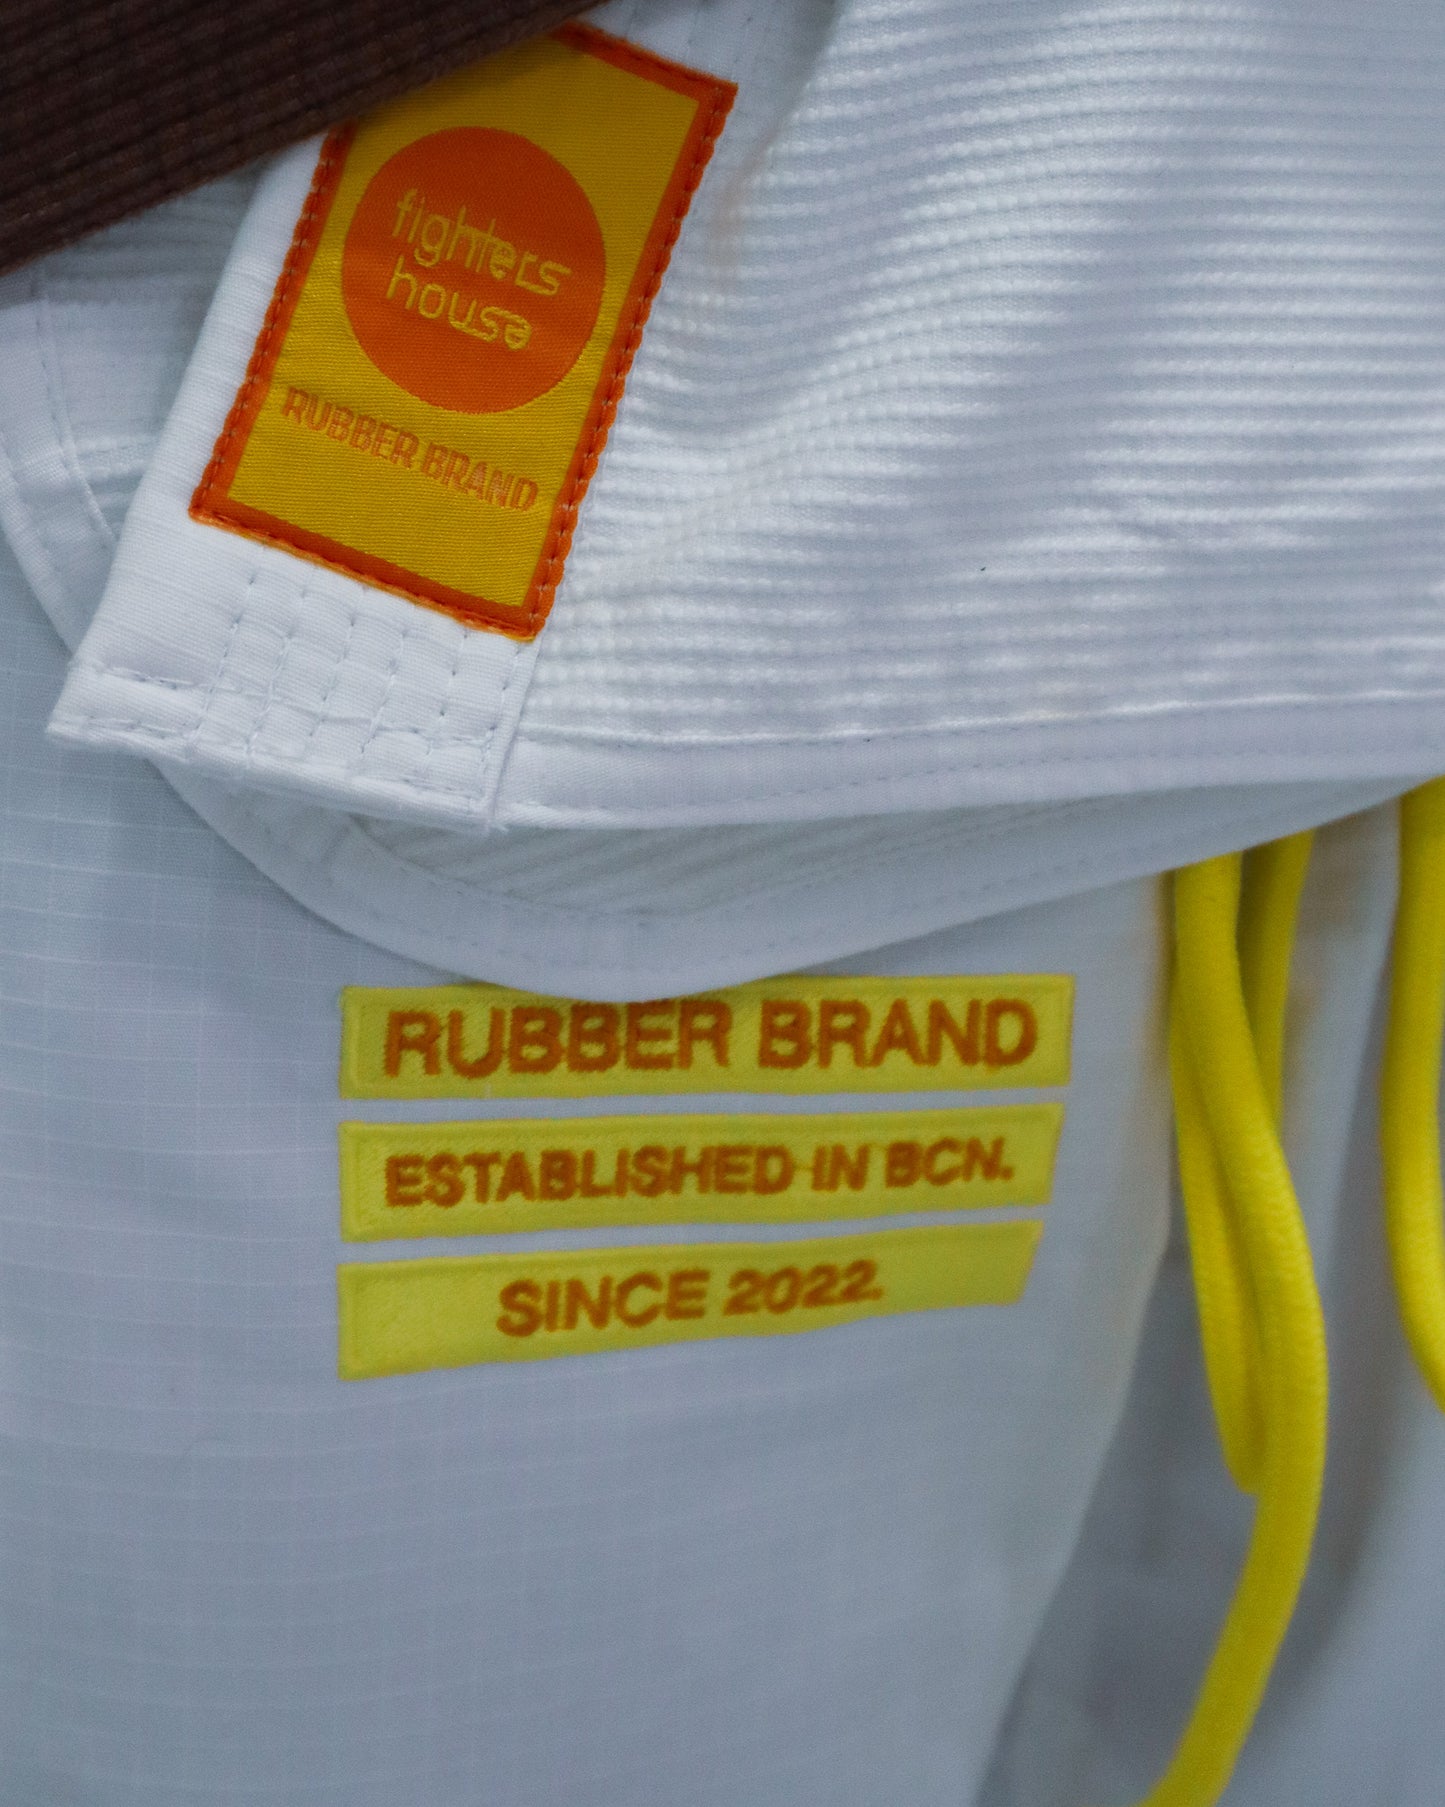 fighters
house
RUBBER BRAND
RUBBER BRAND
ESTABLISHED IN BCN.
SINCE 2022.